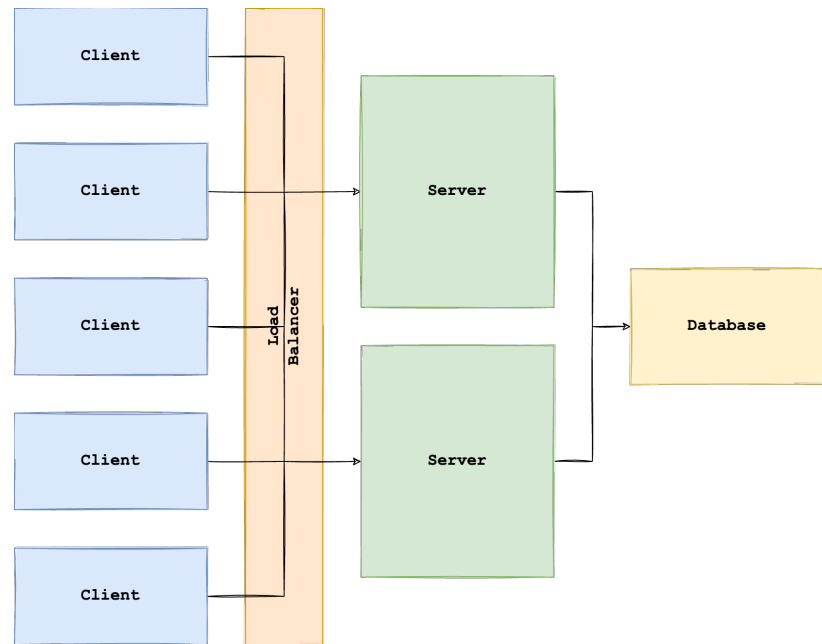 Client
Client
Server
Client
Load
Balancer
Database
Client
Server
Client